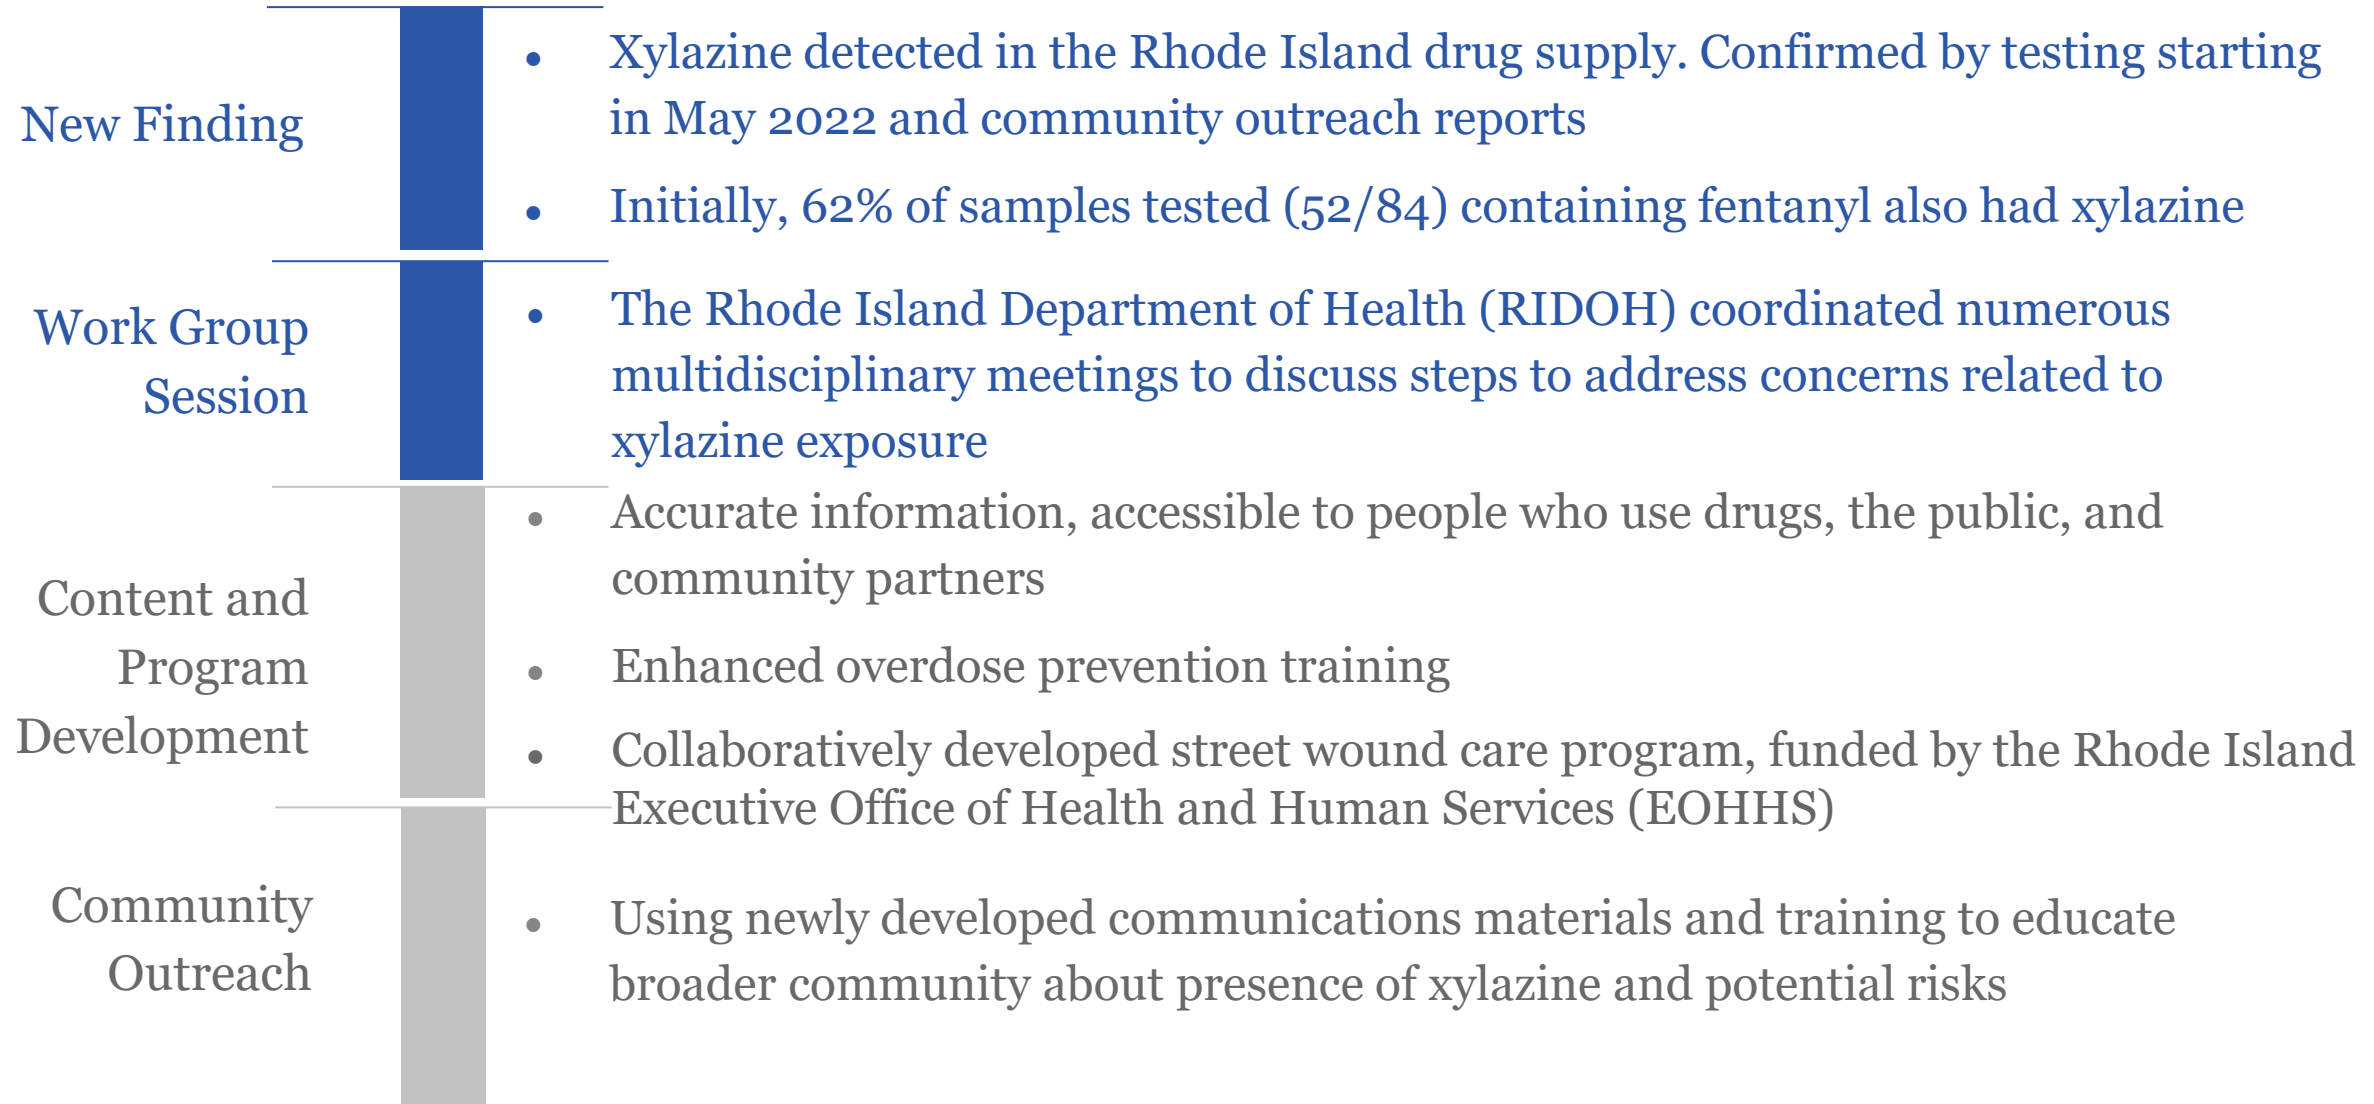 New Finding
• Xylazine detected in the Rhode Island drug supply. Confirmed by testing starting
in May 2022 and community outreach reports
• Initially, 62% of samples tested (52/84) containing fentanyl also had xylazine
Work Group
Session
• The Rhode Island Department of Health (RIDOH) coordinated numerous
multidisciplinary meetings to discuss steps to address concerns related to
xylazine exposure
Content and
Program
Development
• Accurate information, accessible to people who use drugs, the public, and
community partners
• Enhanced overdose prevention training
• Collaboratively developed street wound care program, funded by the Rhode Island
Executive Office of Health and Human Services (EOHHS)
Community
Outreach
• Using newly developed communications materials and training to educate
broader community about presence of xylazine and potential risks